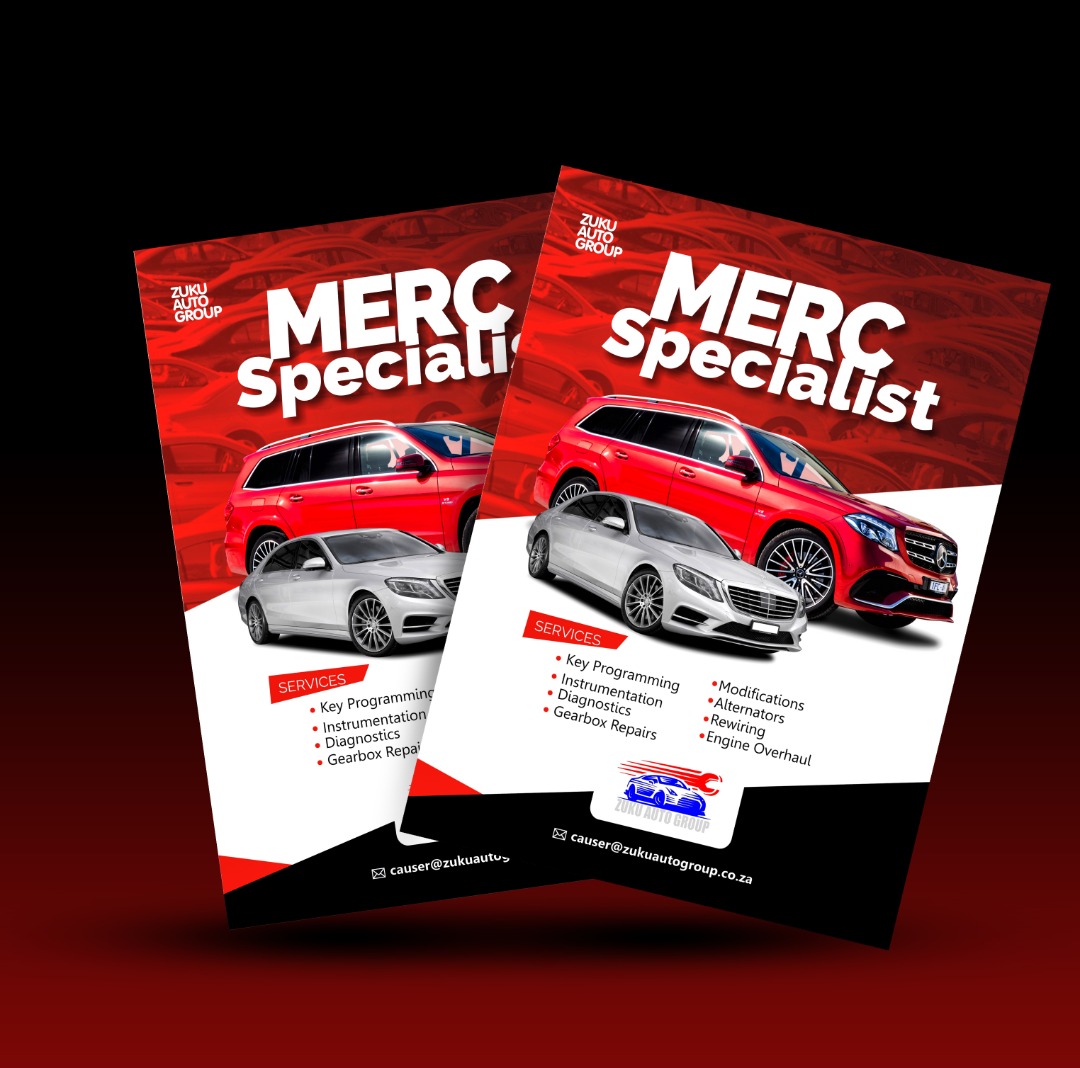 ZUKU
AUTO
GROUP
MERC
Speciali
SERVICES
Key Programming
Instrumentation
Diagnostics
Gearbox Repai
causer@zukuautog
ZUKU
AUTO
GROUP
MERC
Specialist
SERVICES
Key Programming
Instrumentation
Diagnostics
Gearbox Repairs
Modifications
Alternators
Rewiring
Engine Overhaul
ZUKU AUTO GROUP
causer@zukuautogroup.co.za